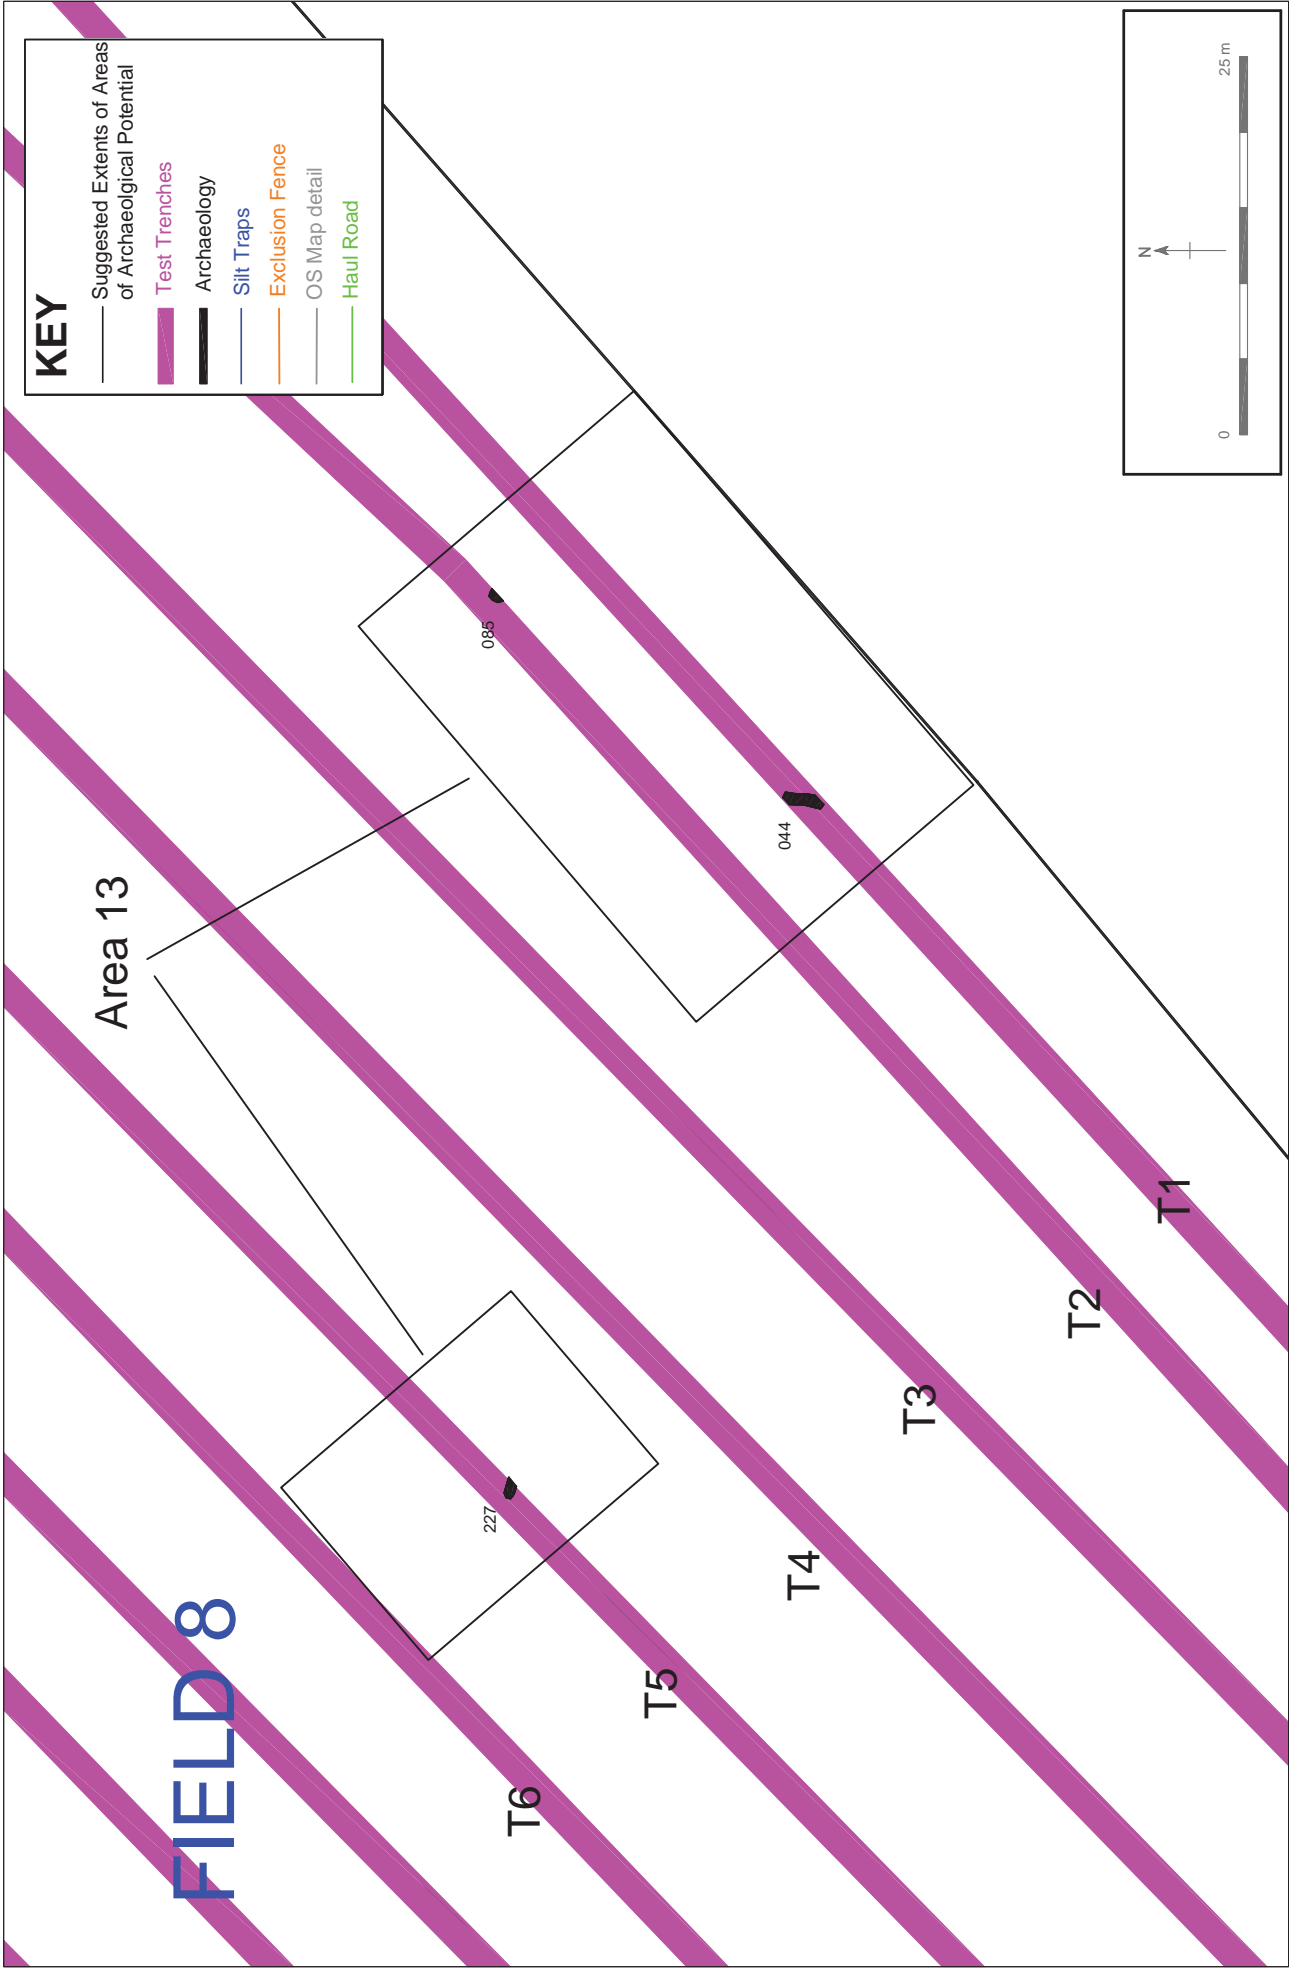 KEY
Suggested Extents of Areas
of Archaeolgical Potential
Test Trenches
Archaeology
Silt Traps
Exclusion Fence
OS Map detail
Haul Road
Area 13
FIELD 8
085
044
227
T6
T5
T4
T3
T2
T1
N
0
25 m